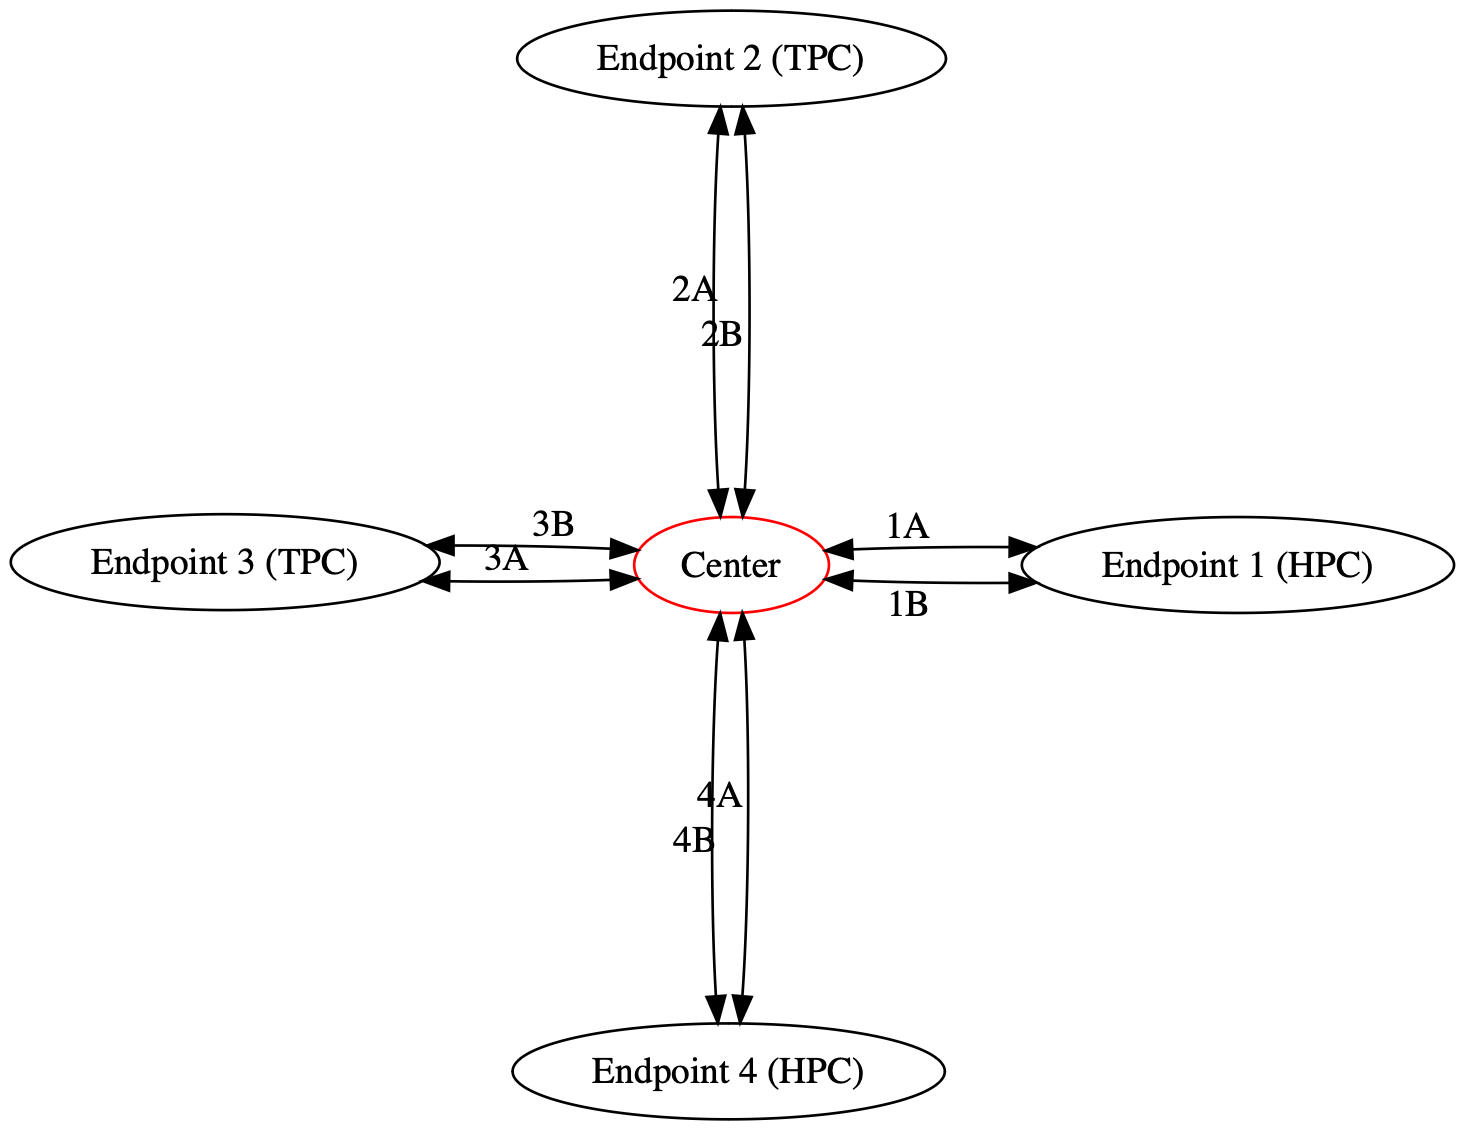 Endpoint 2 (TPC)
2A
2B
3B
3A
1A
Endpoint 3 (TPC)
Center
Endpoint 1 (HPC)
1B
4A
4B
Endpoint 4 (HPC)